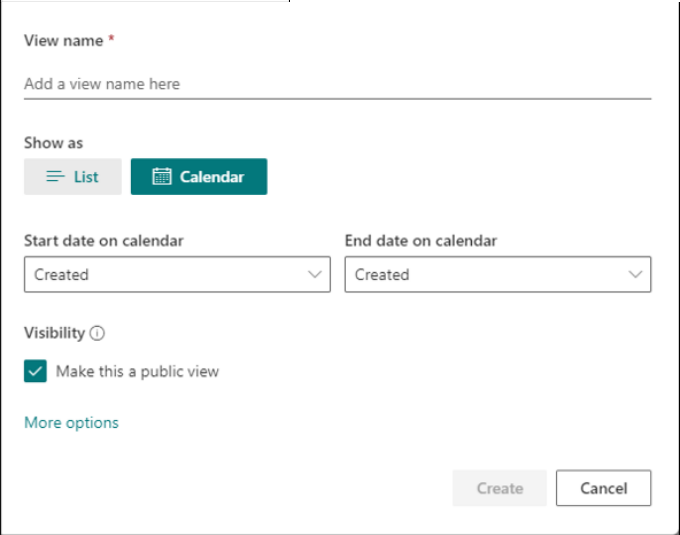 View name *
Add a view name here
Show as
List
Calendar
Start date on calendar
End date on calendar
Created
Created
Visibility
Make this a public view
More options
Create
Cancel